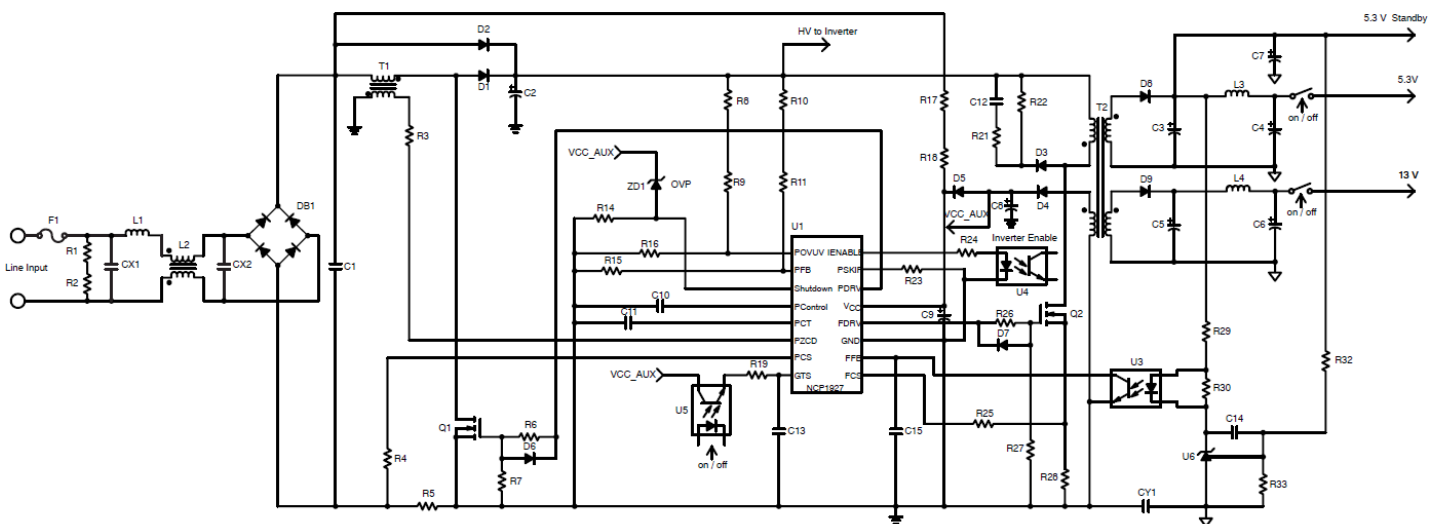 5.3 V Standby
D2
HV to Inverter
C7
T1
5.3V
D1
C2
D8
L3
R8
R10
R17
C12
R22
T2
C3
C4
on / off
R3
R21
VCC_AUX
R18
D3
D9
L4
13 V
ZD1
OVP
R9
R11
D5
C8
D4
F1
L1
DB1
R14
VCC_AUX
C5
C6
on / off
L2
U1
R24
Inverter Enable
R1
R16
POVUV
IENABLE
Line Input
CX1
CX2
C1
R15
PFB
PSKIP
R23
R2
Shutdown
PDRV
U4
C10
PControl
VCC
C11
C9
R26
Q2
PCT
FDRV
D7
R29
PZCD
GND
PCS
FFB
U3
R32
VCC_AUX
R19
GTS
FCS
R30
NCP1927
U5
C14
R25
Q1
R6
C13
C15
R4
D6
R27
U6
on / off
R7
R28
R33
R5
CY1